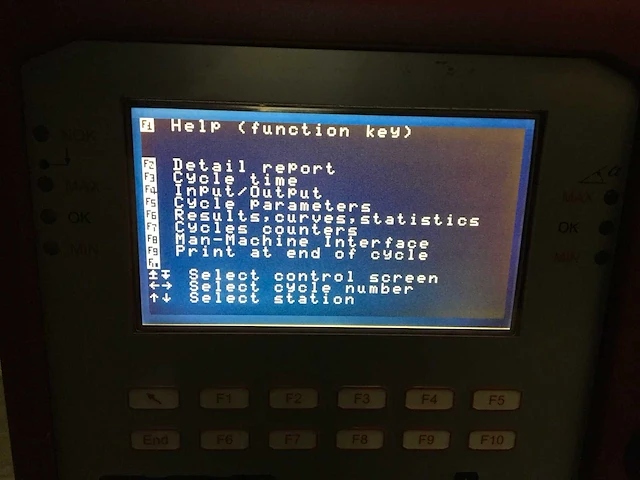 F1 Help (function key)
F2 Detail report
F3 Cycle time
F4 Input/Output
F5 Cycle parameters
F6 Results,curves,statistics
F7 Cycles counters
F8 Man-Machine Interface
F9 Print at end of cycle
Select control screen
←→ Select cycle number
↑↓ Select station
NOK
MAX
OK
MIN
MAX
OK
MIN
F1 F2 F3 F4 F5
End F6 F7 F8 F9 F10